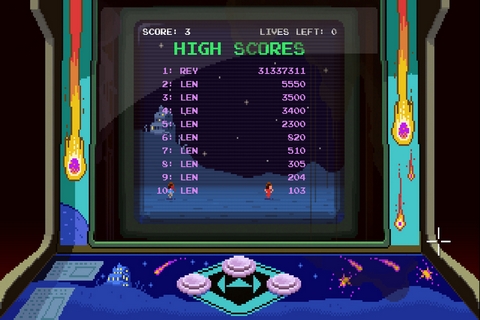 SCORE: 3 LIVES LEFT: 0
HIGH SCORES
1: REY 31337311
2: LEN 5550
3: LEN 3500
4: LEN 3400
5: LEN 2300
6: LEN 820
7: LEN 510
8: LEN 305
9: LEN 204
10: LEN 103